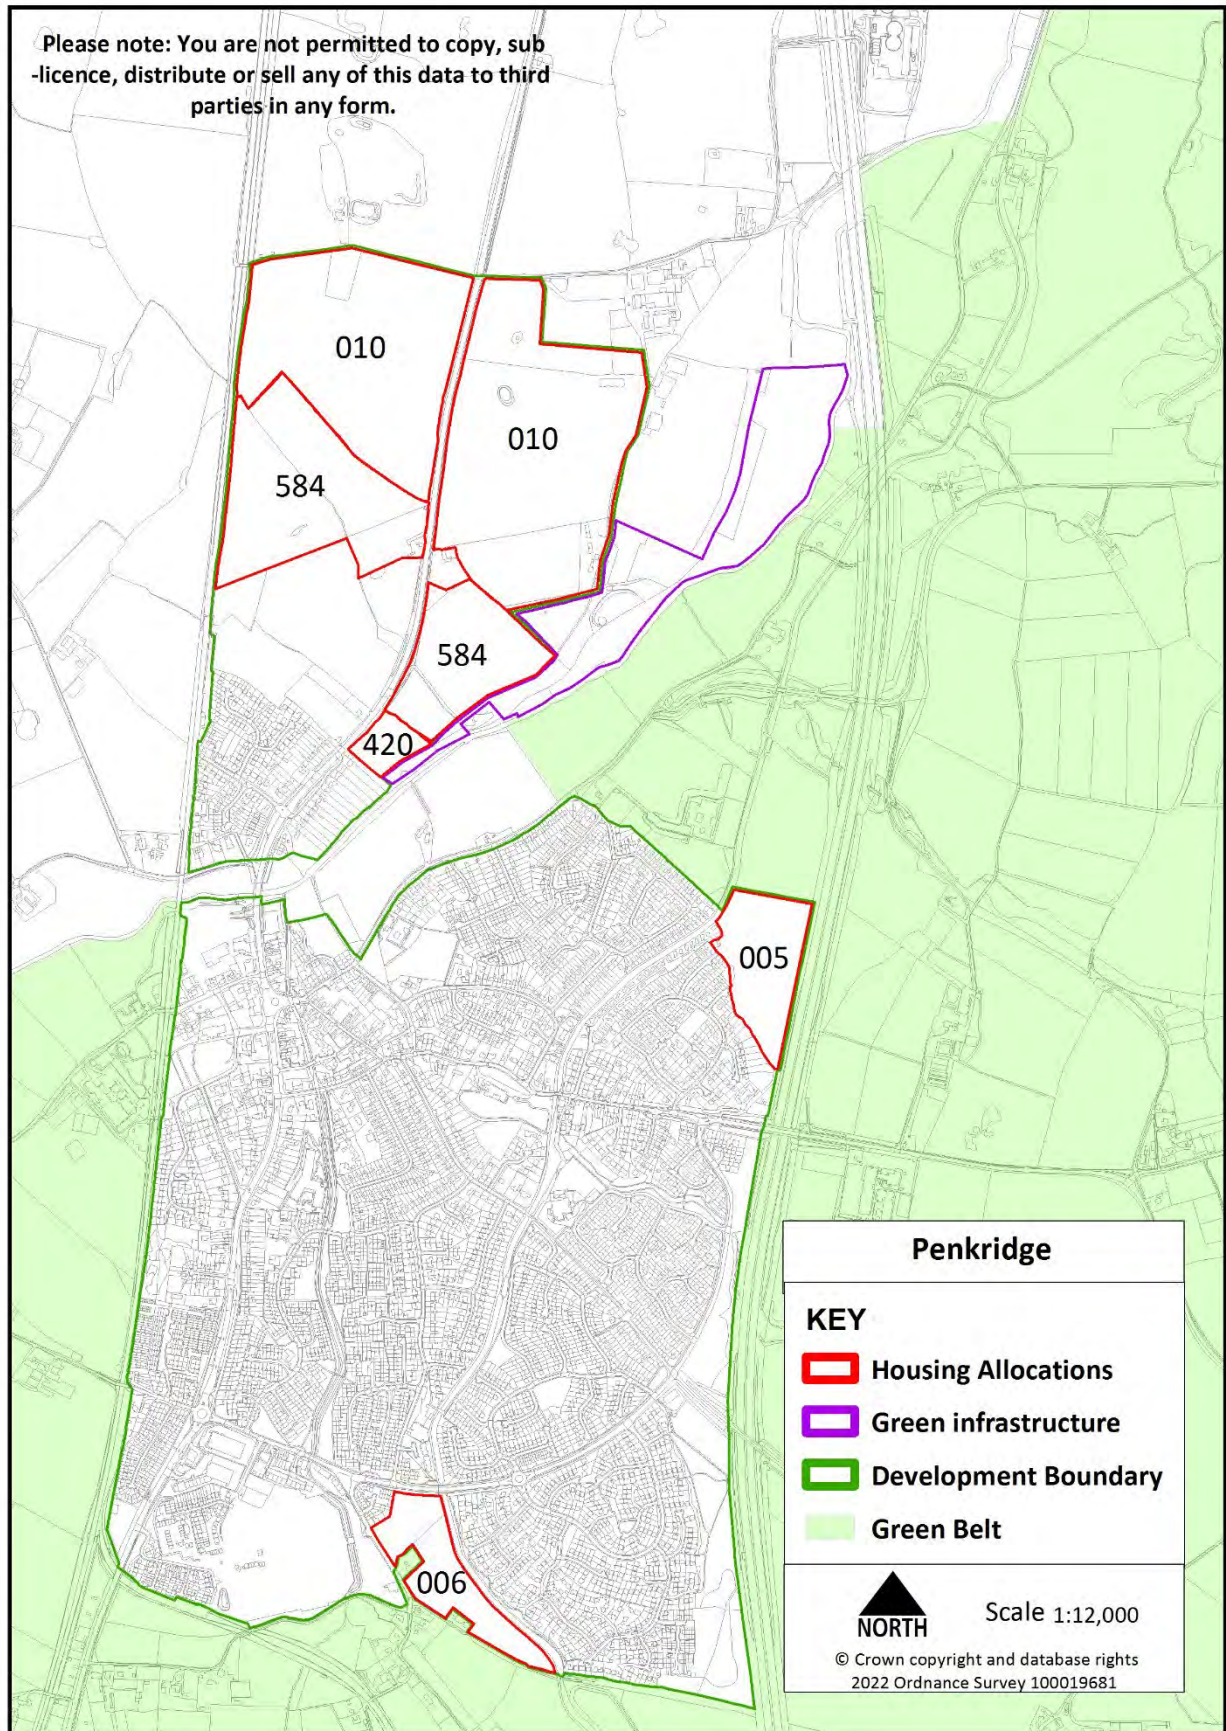 Please note: You are not permitted to copy, sub
-licence, distribute or sell any of this data to third
parties in any form.
010
010
584
584
420
005
006
Penkridge
KEY
Housing Allocations
Green infrastructure
Development Boundary
Green Belt
NORTH
Scale 1:12,000
© Crown copyright and database rights
2022 Ordnance Survey 100019681